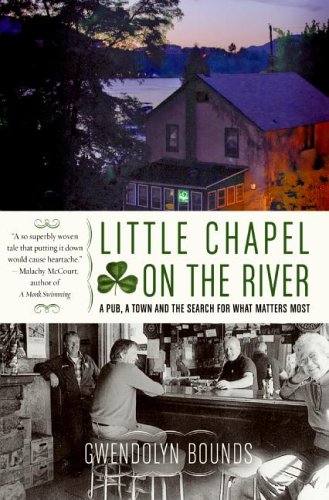 "A so superbly woven
tale that putting it down
would cause heartache."
— Malachy McCourt,
author of
A Monk Swimming
LITTLE CHAPEL
ON THE RIVER
A PUB, A TOWN AND THE SEARCH FOR WHAT MATTERS MOST
GWENDOLYN BOUNDS